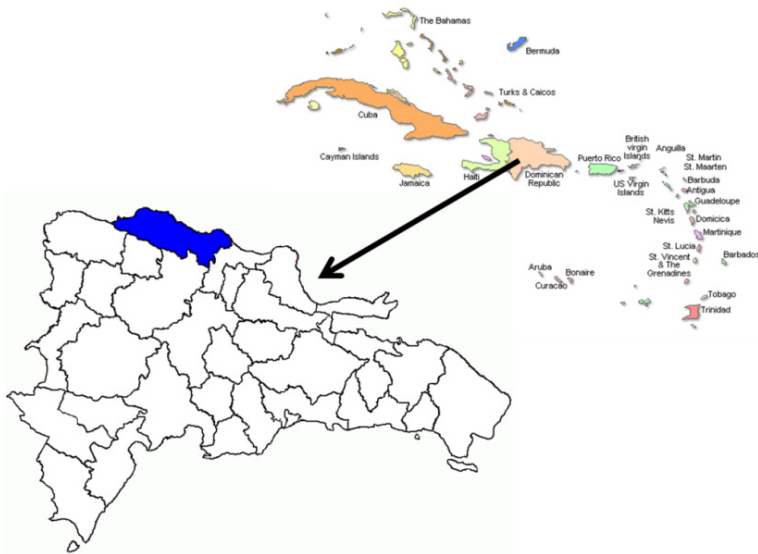 The Bahamas
Bermuda
Turks & Caicos
Cuba
Cayman Islands
Jamaica
Haiti
Dominican
Republic
Puerto Rico
British
virgin
Islands
US Virgin
Islands
Anguilla
St. Martin
St. Maarten
Barbuda
Antigua
Guadeloupe
St. Kitts
Nevis
Domicica
Martinique
St. Lucia
St. Vincent
& The
Grenadines
Barbados
Aruba
Curacao
Bonaire
Tobago
Trinidad